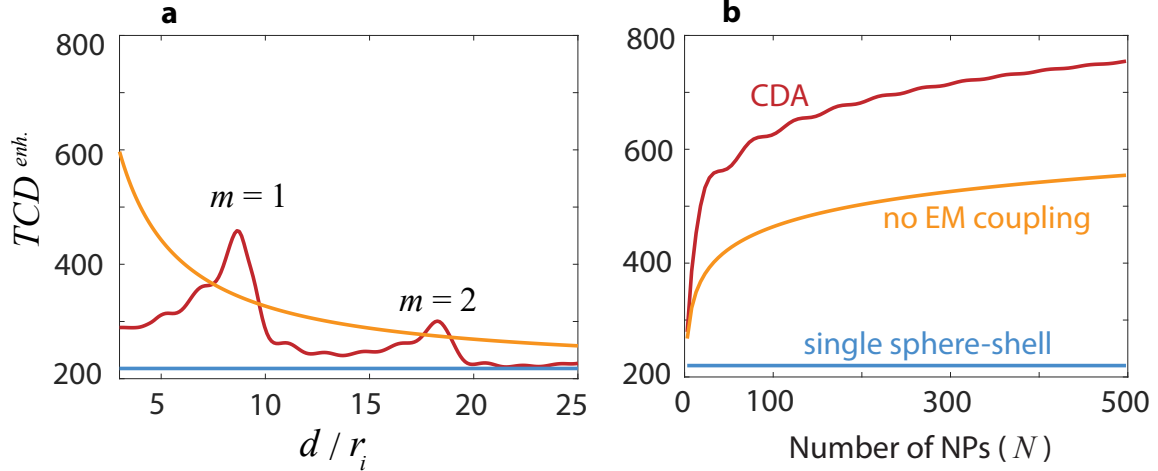 a
800
600
400
200
TCD enh.
m = 1
m = 2
5
10
15
20
25
d / r_i
b
800
600
400
200
CDA
no EM coupling
single sphere-shell
0
100
300
500
Number of NPs ( N )